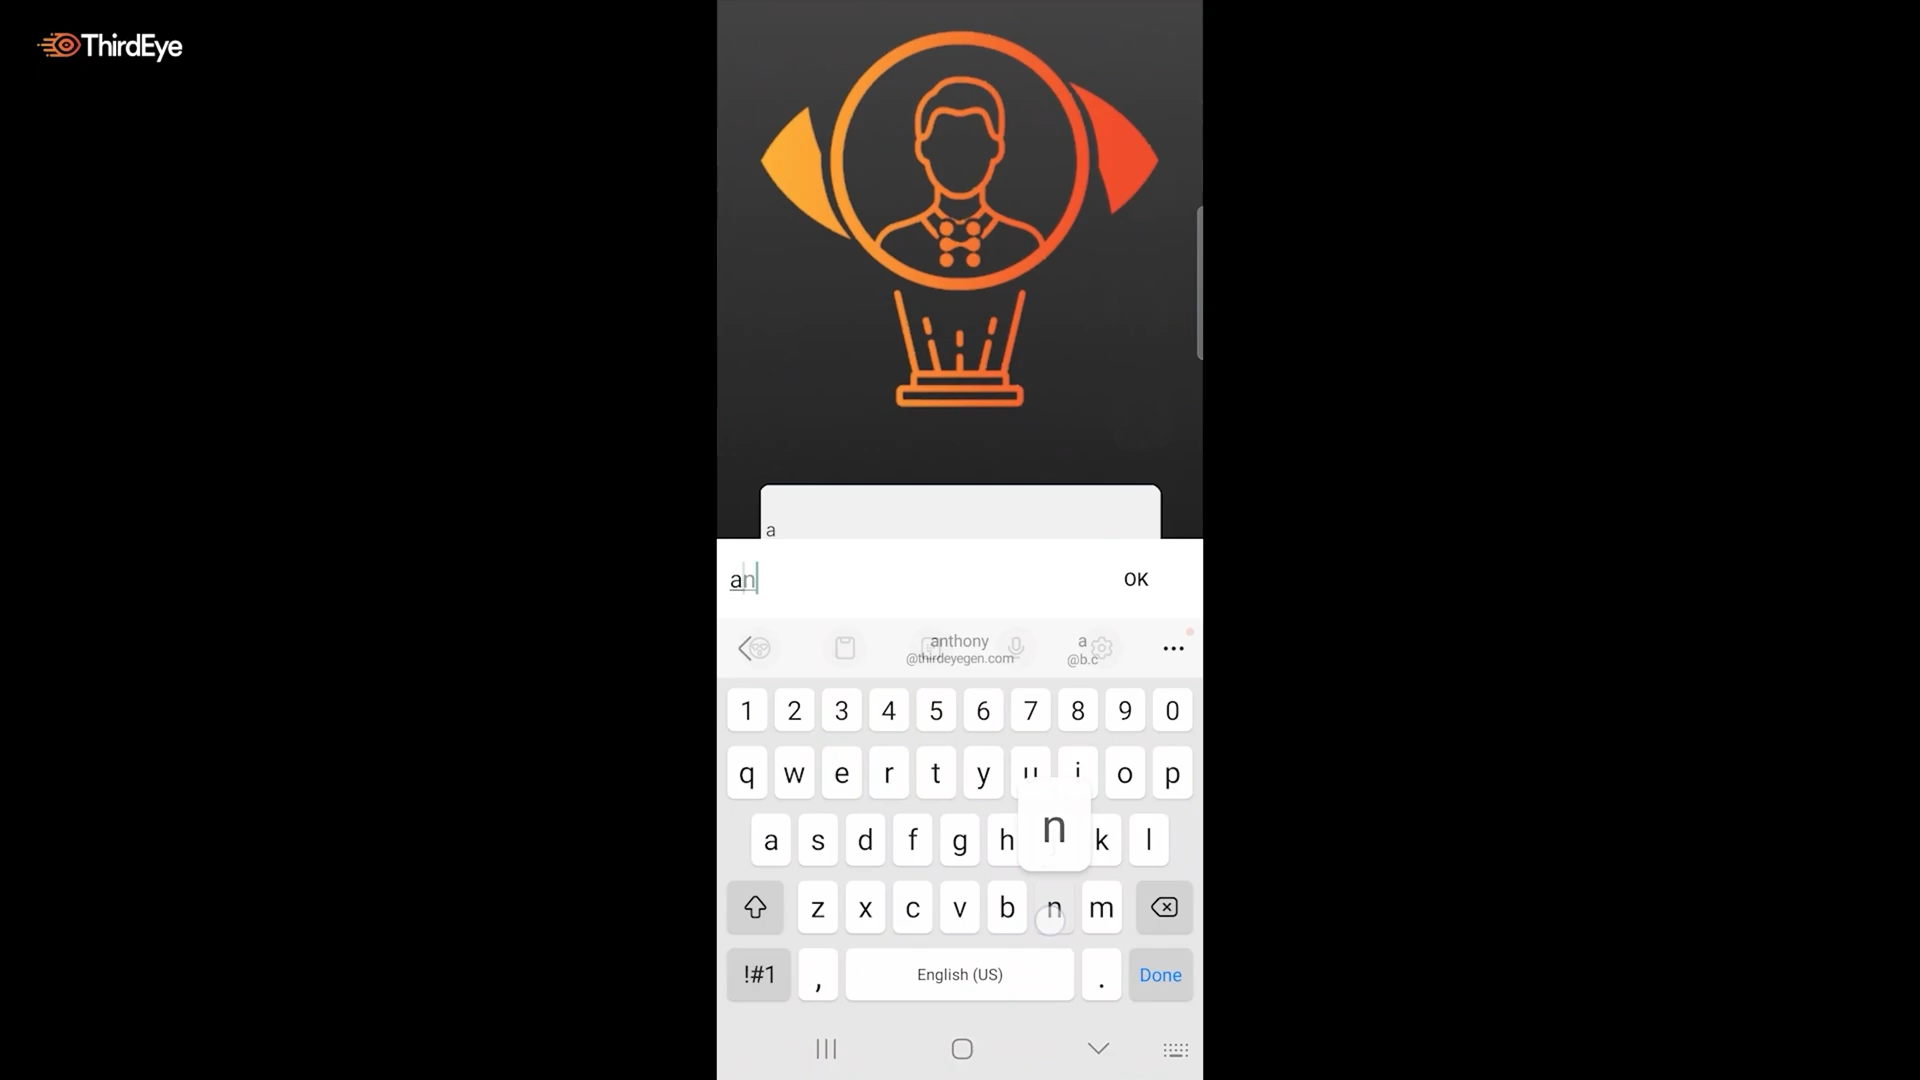 ThirdEye
a
an
OK
anthony
@thirdeyegen.com
a
@b.c
1 2 3 4 5 6 7 8 9 0
q w e r t y u i o p
a s d f g h n k l
z x c v b n m
!#1 , English (US) . Done